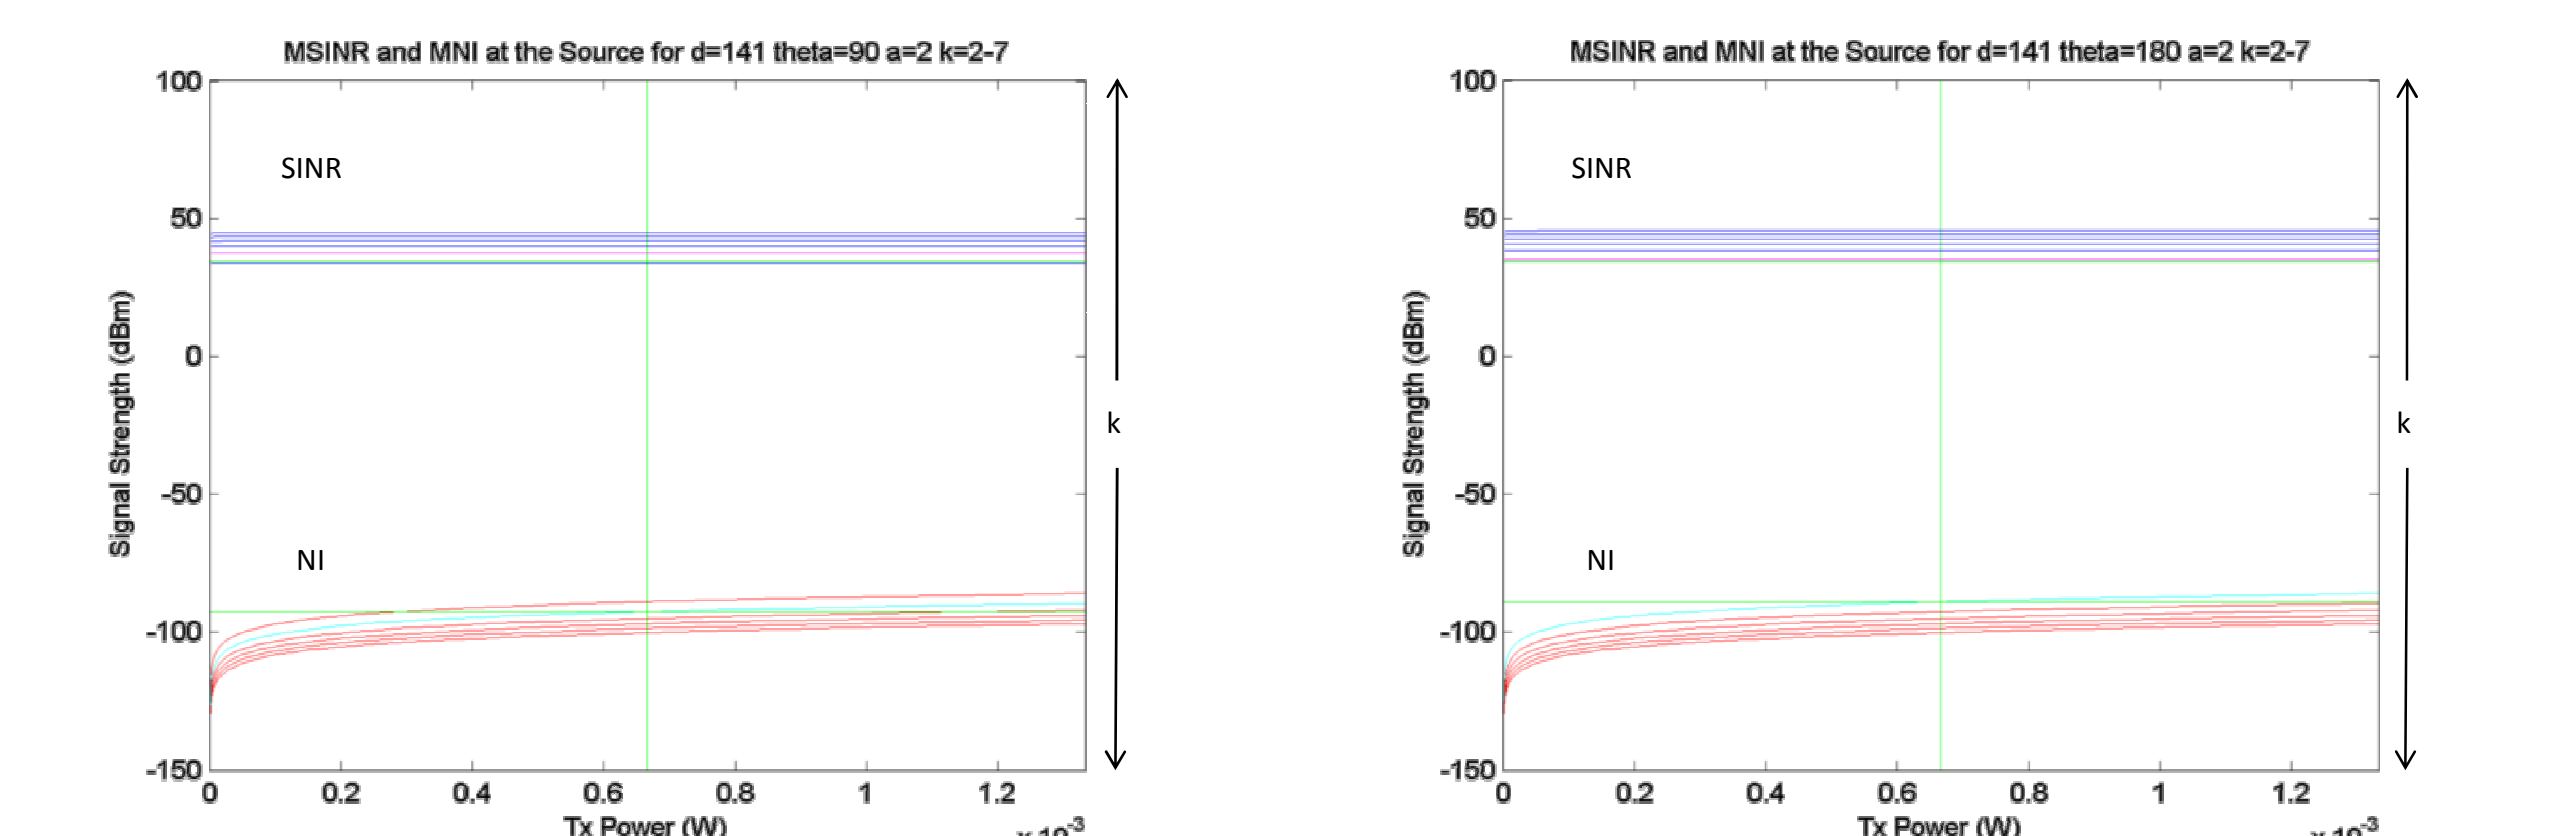 MSINR and MNI at the Source for d=141 theta=90 a=2 k=2-7
100
50
0
-50
-100
-150
Signal Strength (dBm)
SINR
NI
k
0 0.2 0.4 0.6 0.8 1 1.2
Tx Power (W)
x 10-3
MSINR and MNI at the Source for d=141 theta=180 a=2 k=2-7
100
50
0
-50
-100
-150
Signal Strength (dBm)
SINR
NI
k
0 0.2 0.4 0.6 0.8 1 1.2
Tx Power (W)
x 10-3